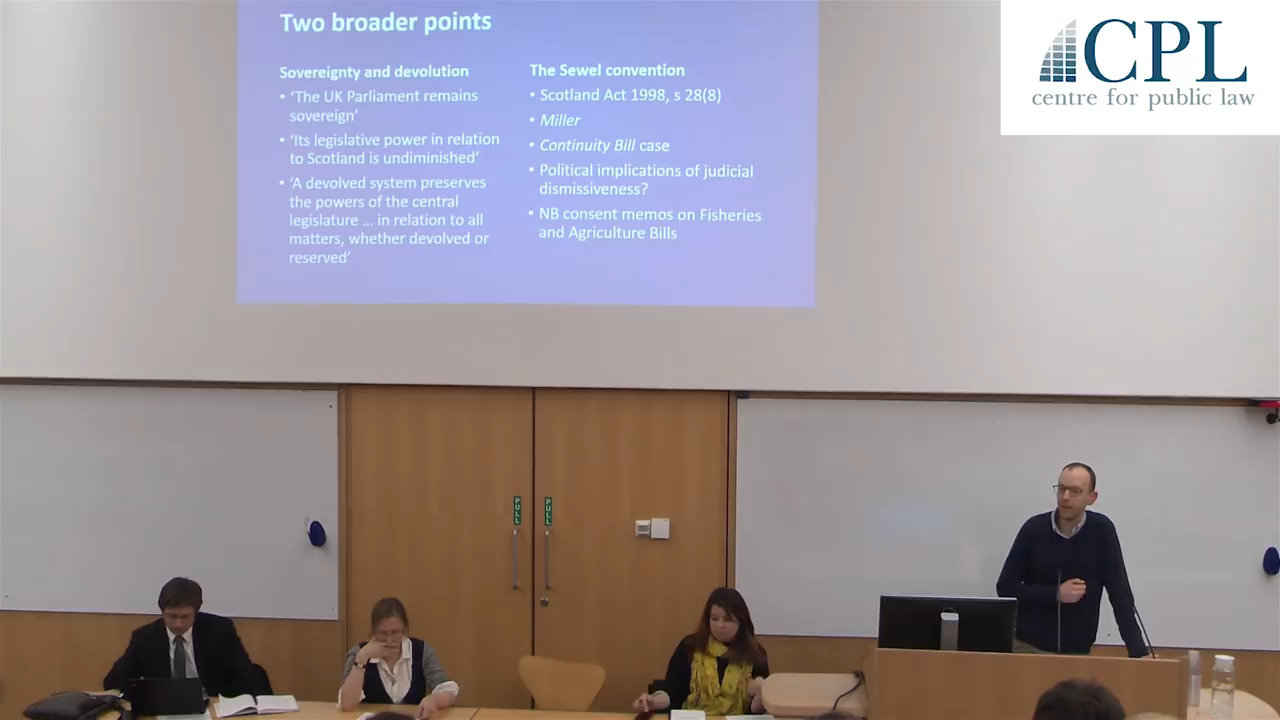 Two broader points
Sovereignty and devolution
• 'The UK Parliament remains
sovereign'
• 'Its legislative power in relation
to Scotland is undiminished'
• 'A devolved system preserves
the powers of the central
legislature ... in relation to all
matters, whether devolved or
reserved'
The Sewel convention
• Scotland Act 1998, s 28(8)
• Miller
• Continuity Bill case
• Political implications of judicial
dismissiveness?
• NB consent memos on Fisheries
and Agriculture Bills
CPL
centre for public law
PULL
PULL